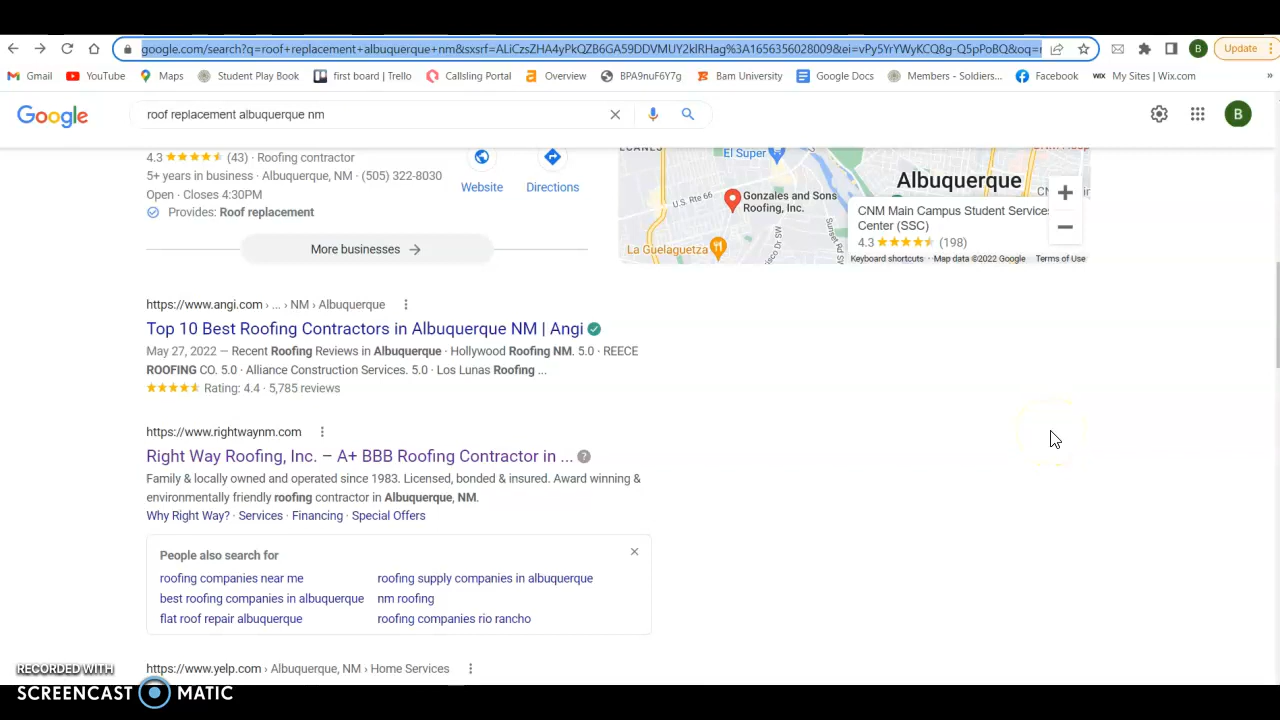 google.com/search?q=roof+replacement+albuquerque+nm&sxsrf=ALiCzsZHA4yPkQZB6GA59DDVMUY2klRHag%3A1656356028009&ei=vPy5YrYWyKCQ8g-Q5pPoBQ&oq=r
B
Update
Gmail
YouTube
Maps
Student Play Book
first board | Trello
Callsling Portal
Overview
BPA9nuF6Y7g
Bam University
Google Docs
Members - Soldiers...
Facebook
WIX My Sites | Wix.com
»
Google
roof replacement albuquerque nm
B
4.3 (43) · Roofing contractor
5+ years in business · Albuquerque, NM · (505) 322-8030
Open · Closes 4:30PM
Provides: Roof replacement
Website
Directions
El Super
Albuquerque
U.S. Rte 66
Gonzales and Sons
Roofing, Inc.
CNM Main Campus Student Services
Center (SSC)
4.3 (198)
La Guelaguetza
Sunset Rd SW
Keyboard shortcuts
Map data ©2022 Google
Terms of Use
More businesses →
https://www.angi.com › ... › NM › Albuquerque
Top 10 Best Roofing Contractors in Albuquerque NM | Angi
May 27, 2022 — Recent Roofing Reviews in Albuquerque · Hollywood Roofing NM. 5.0 · REECE
ROOFING CO. 5.0 · Alliance Construction Services. 5.0 · Los Lunas Roofing ...
Rating: 4.4 · 5,785 reviews
https://www.rightwaynm.com
Right Way Roofing, Inc. – A+ BBB Roofing Contractor in ...
Family & locally owned and operated since 1983. Licensed, bonded & insured. Award winning &
environmentally friendly roofing contractor in Albuquerque, NM.
Why Right Way? · Services · Financing · Special Offers
People also search for
roofing companies near me
roofing supply companies in albuquerque
best roofing companies in albuquerque
nm roofing
flat roof repair albuquerque
roofing companies rio rancho
https://www.yelp.com › Albuquerque, NM › Home Services
RECORDED WITH
SCREENCAST MATIC